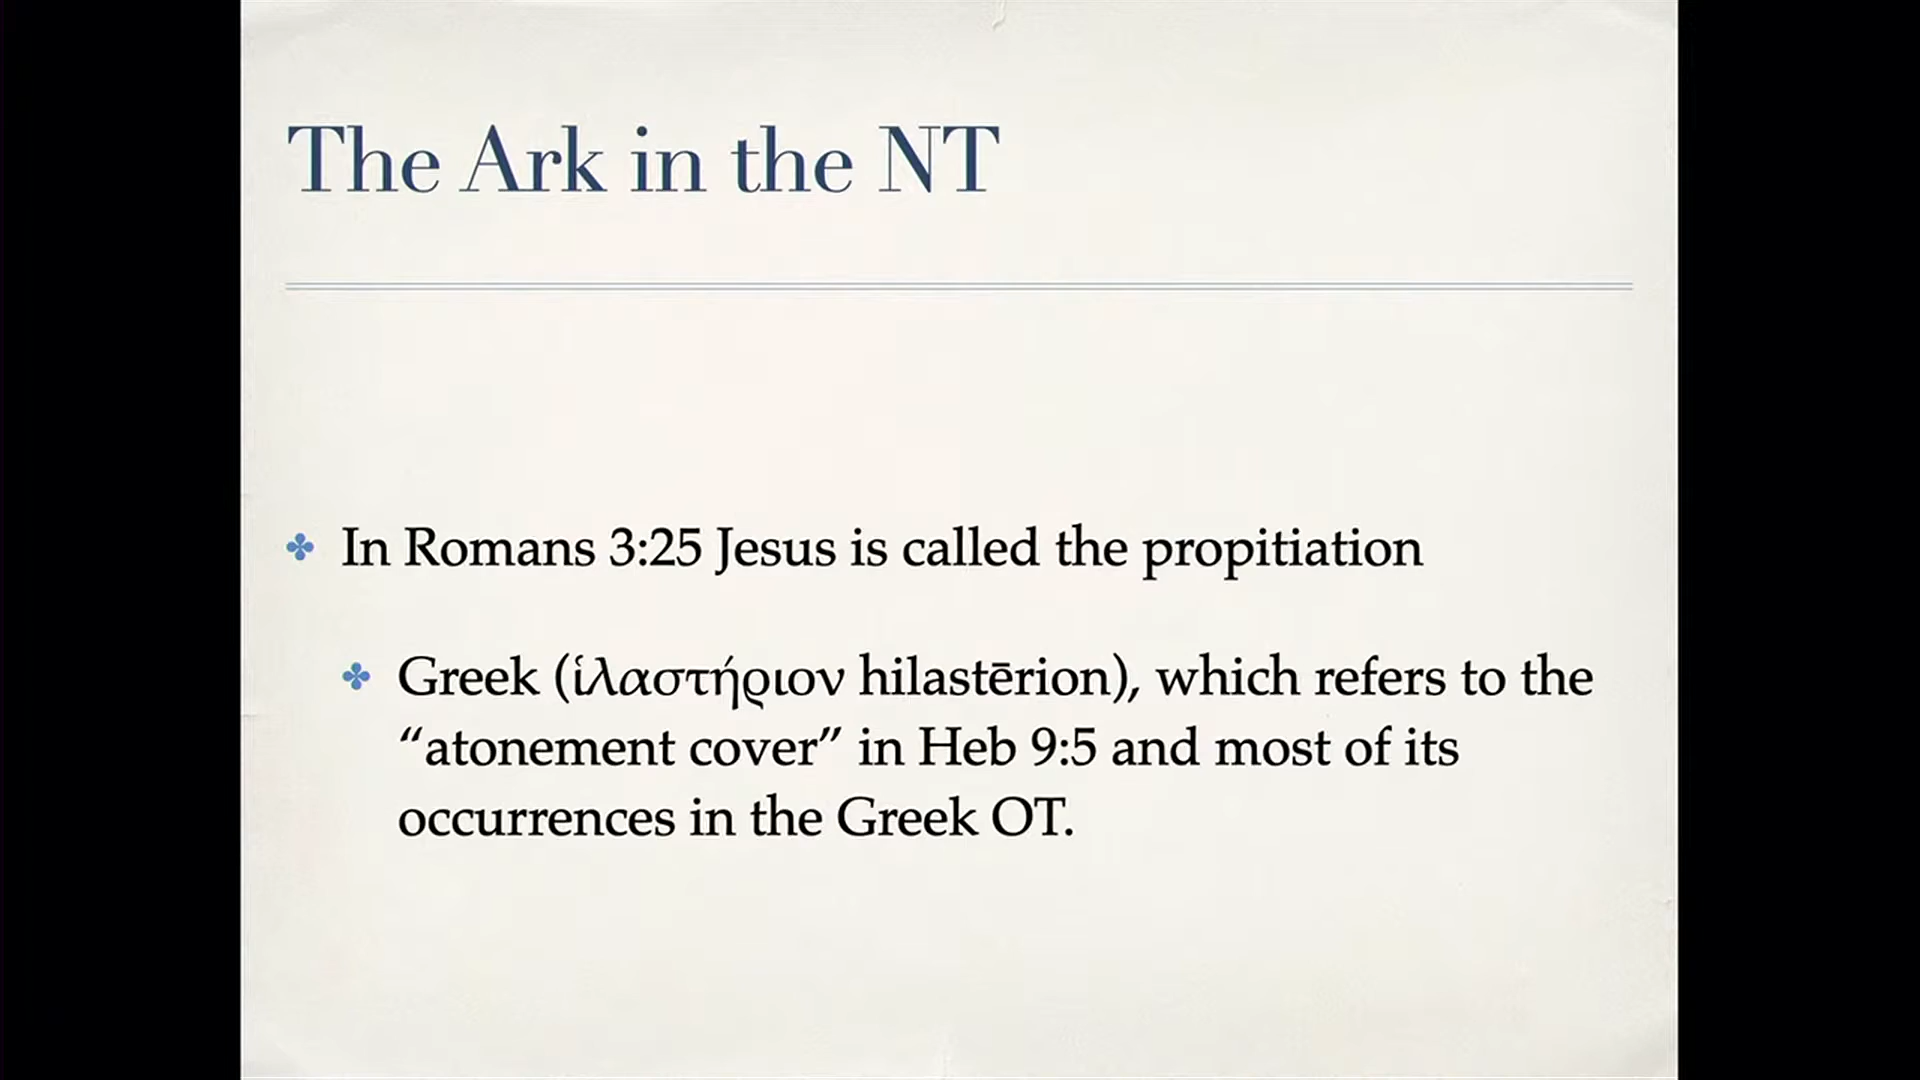 The Ark in the NT
In Romans 3:25 Jesus is called the propitiation
Greek (ἱλαστήριον hilastērion), which refers to the
“atonement cover” in Heb 9:5 and most of its
occurrences in the Greek OT.